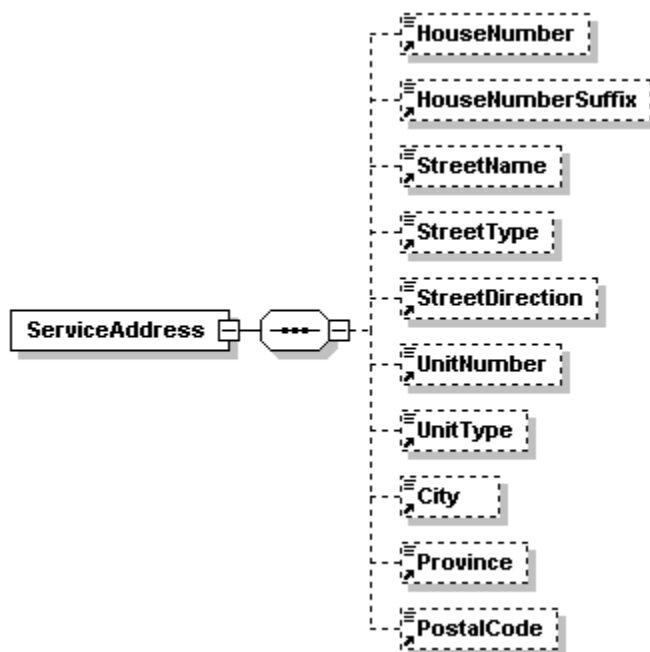 HouseNumber
HouseNumberSuffix
StreetName
StreetType
StreetDirection
ServiceAddress
UnitNumber
UnitType
City
Province
PostalCode